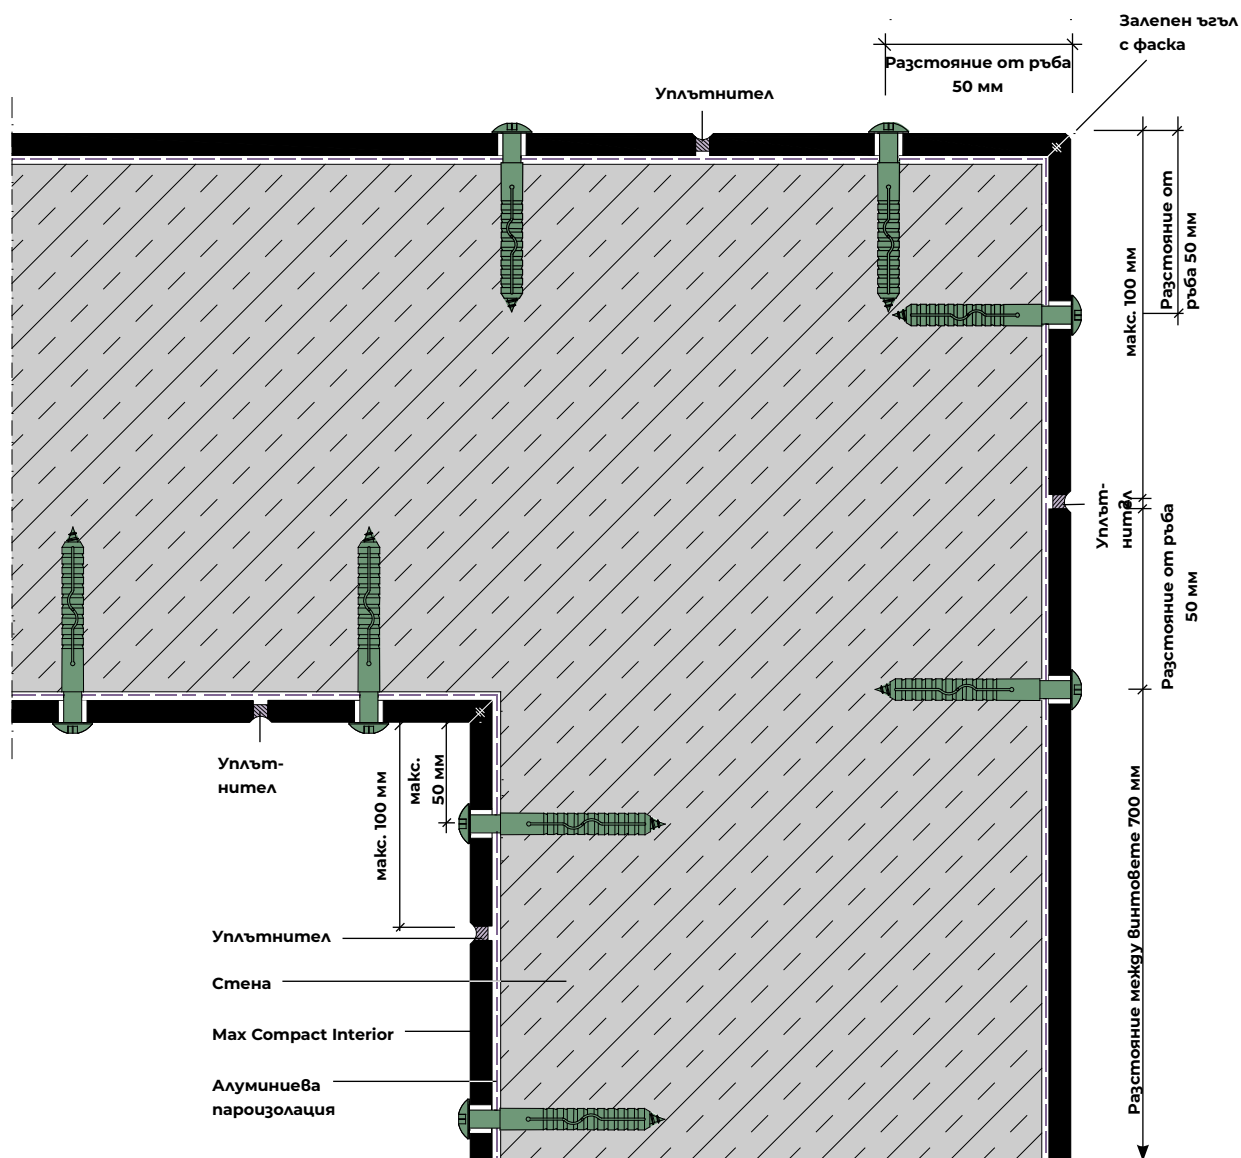 Залепен ъгъл
с фаска
Разстояние от ръба
50 мм
Уплътнител
макс. 100 мм
Разстояние от
ръба 50 мм
Уплът-
нител
Разстояние от ръба
50 мм
Уплът-
нител
макс. 100 мм
макс.
50 мм
Разстояние между винтовете 700 мм
Уплътнител
Стена
Max Compact Interior
Алуминиева
пароизолация